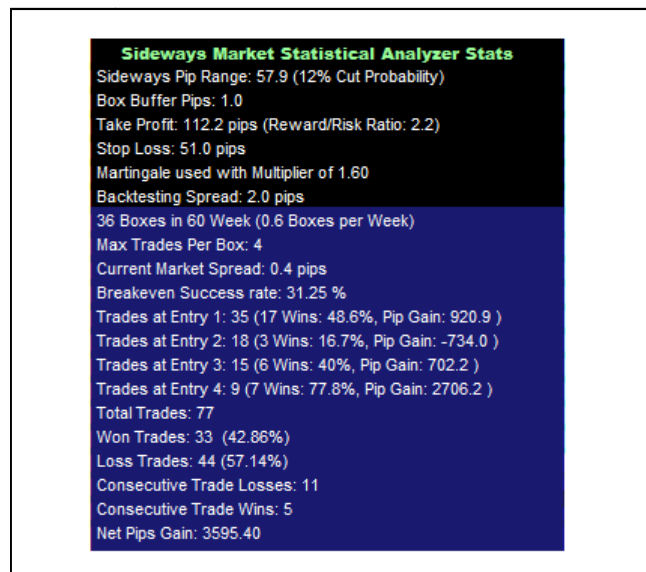 Sideways Market Statistical Analyzer Stats
Sideways Pip Range: 57.9 (12% Cut Probability)
Box Buffer Pips: 1.0
Take Profit: 112.2 pips (Reward/Risk Ratio: 2.2)
Stop Loss: 51.0 pips
Martingale used with Multiplier of 1.60
Backtesting Spread: 2.0 pips
36 Boxes in 60 Week (0.6 Boxes per Week)
Max Trades Per Box: 4
Current Market Spread: 0.4 pips
Breakeven Success rate: 31.25 %
Trades at Entry 1: 35 (17 Wins: 48.6%, Pip Gain: 920.9 )
Trades at Entry 2: 18 (3 Wins: 16.7%, Pip Gain: -734.0 )
Trades at Entry 3: 15 (6 Wins: 40%, Pip Gain: 702.2 )
Trades at Entry 4: 9 (7 Wins: 77.8%, Pip Gain: 2706.2 )
Total Trades: 77
Won Trades: 33 (42.86%)
Loss Trades: 44 (57.14%)
Consecutive Trade Losses: 11
Consecutive Trade Wins: 5
Net Pips Gain: 3595.40